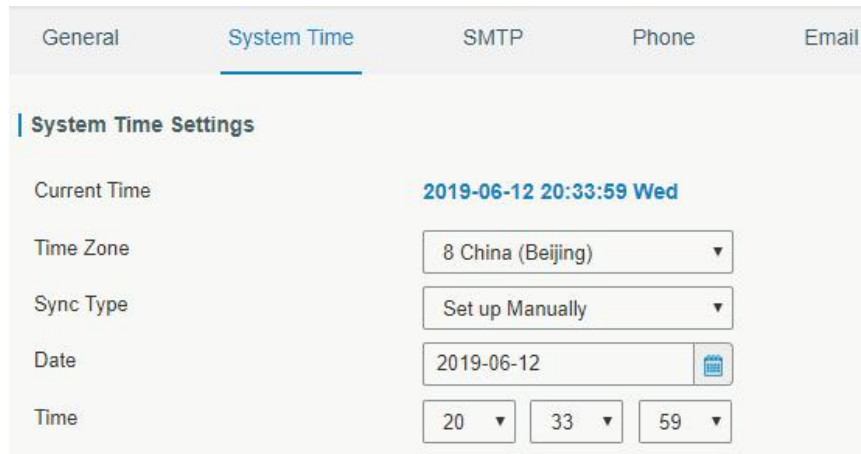 General System Time SMTP Phone Email
System Time Settings
Current Time 2019-06-12 20:33:59 Wed
Time Zone 8 China (Beijing)
Sync Type Set up Manually
Date 2019-06-12
Time 20 33 59